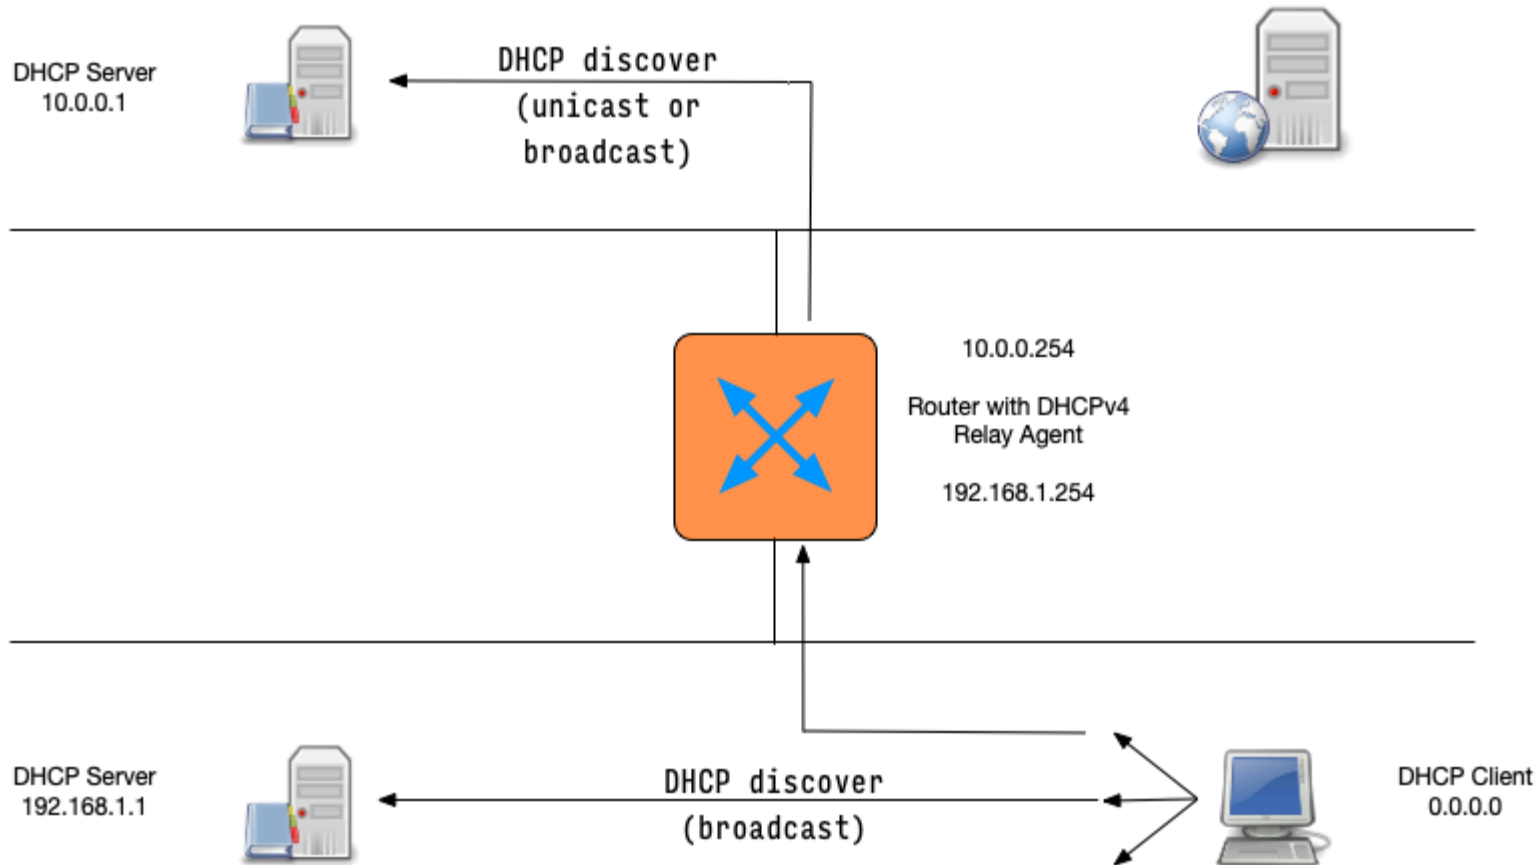 DHCP Server
10.0.0.1
DHCP discover
(unicast or
broadcast)
10.0.0.254
Router with DHCPv4
Relay Agent
192.168.1.254
DHCP Server
192.168.1.1
DHCP discover
(broadcast)
DHCP Client
0.0.0.0